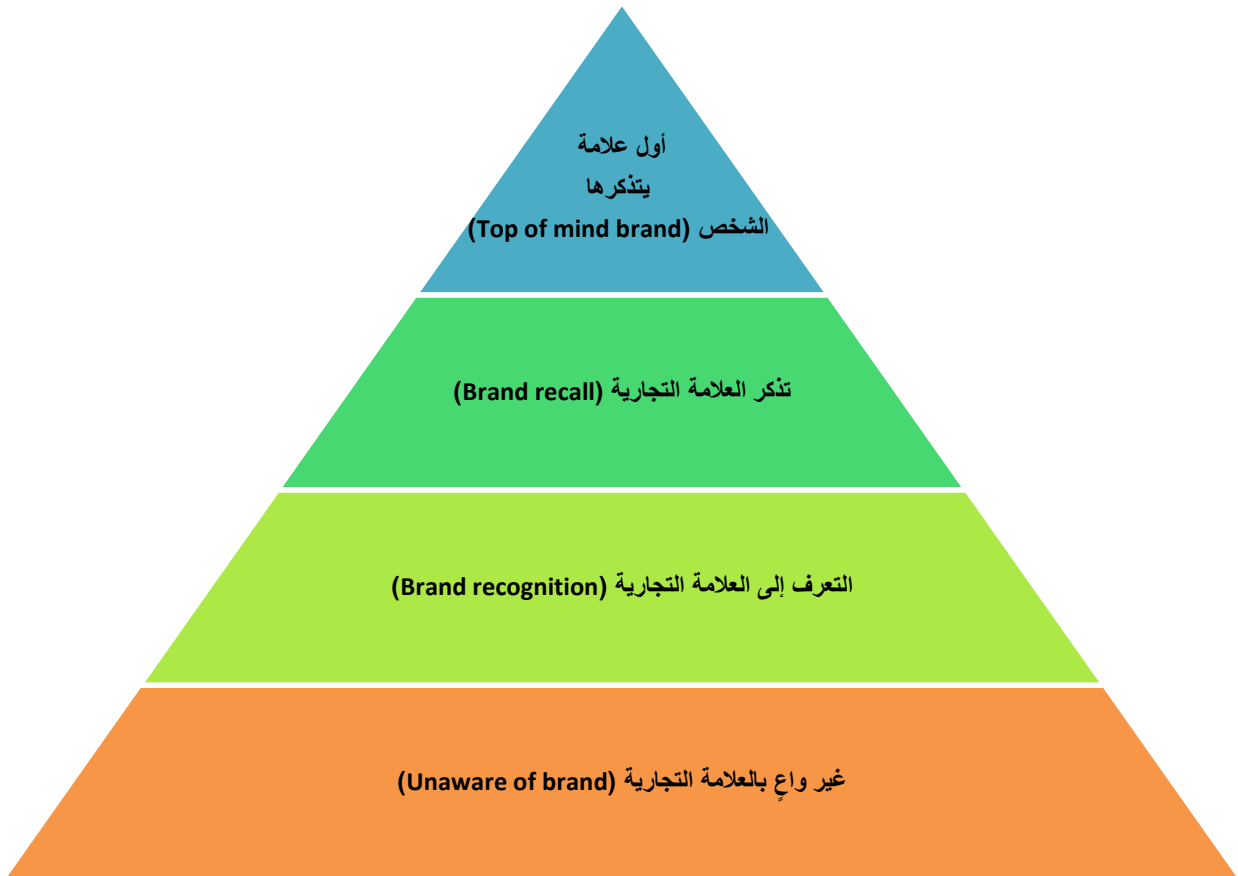 أول علامة
يتذكرها
الشخص (Top of mind brand)
تذكر العلامة التجارية (Brand recall)
التعرف إلى العلامة التجارية (Brand recognition)
غير واعٍ بالعلامة التجارية (Unaware of brand)